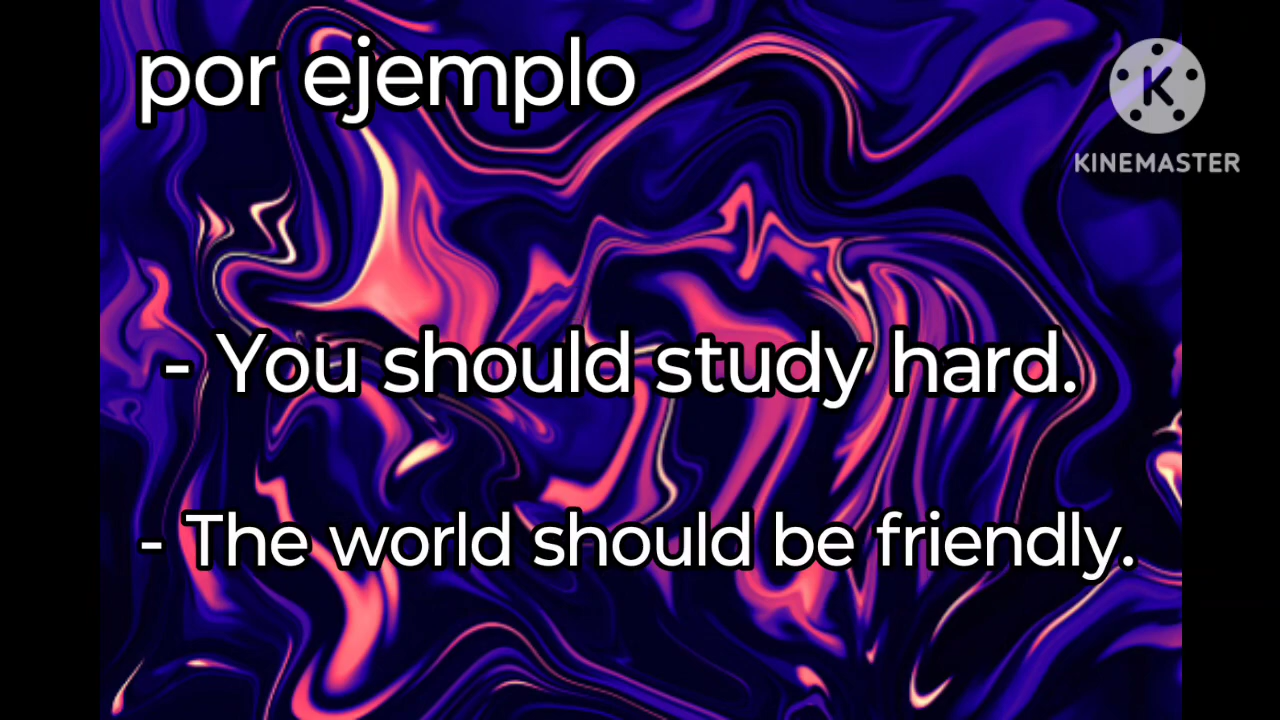 por ejemplo
KINEMASTER
- You should study hard.
- The world should be friendly.